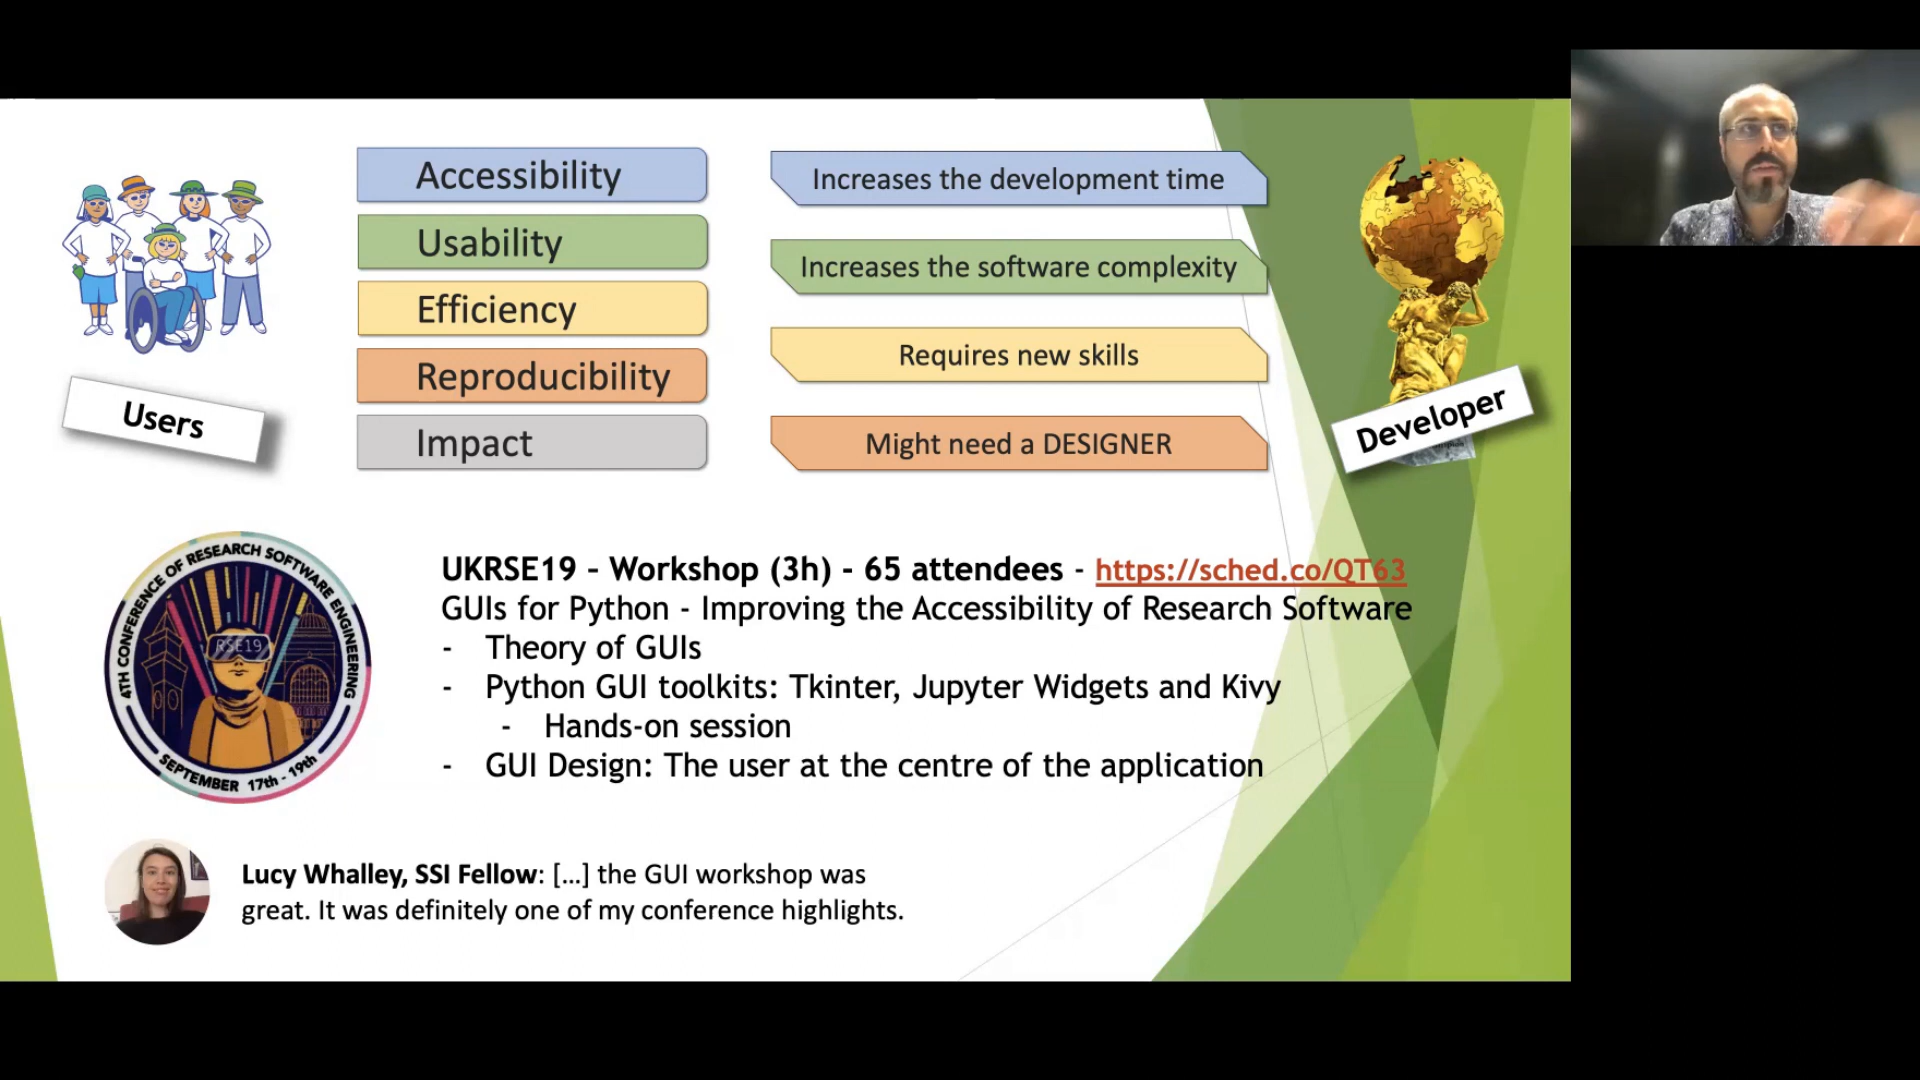 Accessibility
Usability
Efficiency
Reproducibility
Impact
Users
Increases the development time
Increases the software complexity
Requires new skills
Might need a DESIGNER
Developer
4TH CONFERENCE OF RESEARCH SOFTWARE ENGINEERING
RSE19
SEPTEMBER 17th - 19th
UKRSE19 – Workshop (3h) - 65 attendees - https://sched.co/QT63
GUIs for Python - Improving the Accessibility of Research Software
- Theory of GUIs
- Python GUI toolkits: Tkinter, Jupyter Widgets and Kivy
- Hands-on session
- GUI Design: The user at the centre of the application
Lucy Whalley, SSI Fellow: [...] the GUI workshop was
great. It was definitely one of my conference highlights.